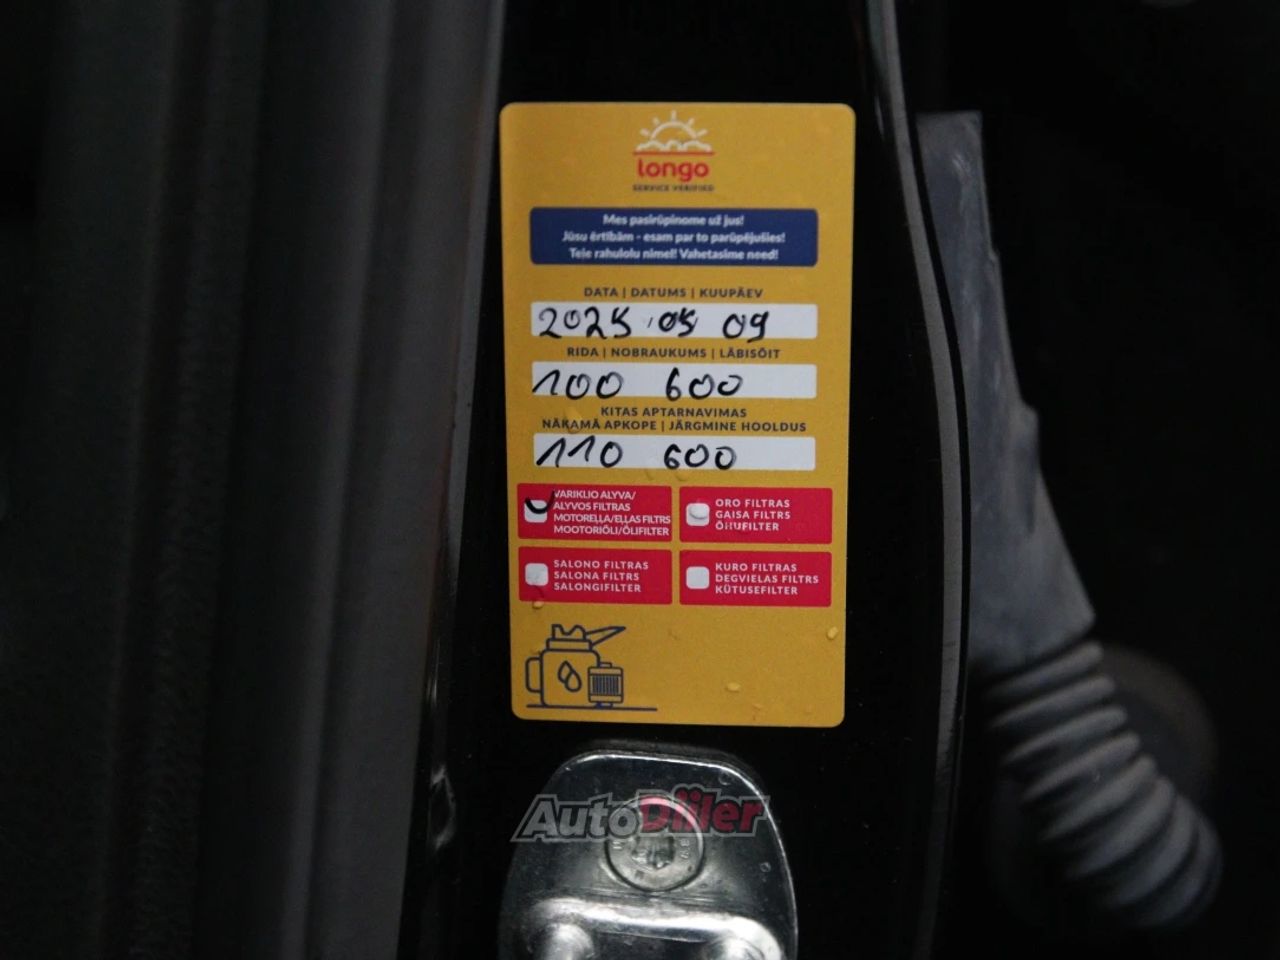 longo
SERVICE VERIFIED
Mes pasirūpinome už jus!
Jūsu ērtībām - esam par to parūpējušies!
Teie rahulolu nimel! Vahetasime need!
DATA | DATUMS | KUUPÄEV
2025 05 09
RIDA | NOBRAUKUMS | LÄBISÕIT
100 600
KITAS APTARNAVIMAS
NĀKAMĀ APKOPE | JÄRGMINE HOOLDUS
110 600
VARIKLIO ALYVA/
ALYVOS FILTRAS
MOTOREĻĻA/EĻĻAS FILTRS
MOOTORIÕLI/ÕLIFILTER
ORO FILTRAS
GAISA FILTRS
ÕHUFILTER
SALONO FILTRAS
SALONA FILTRS
SALONGIFILTER
KURO FILTRAS
DEGVIELAS FILTRS
KÜTUSEFILTER
AutoDiiler